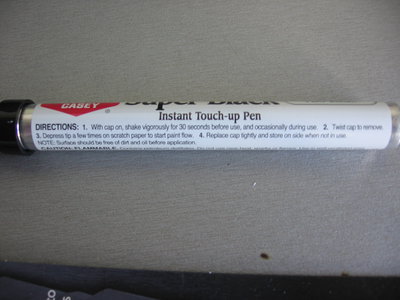 CASEY Super Black
Instant Touch-up Pen
DIRECTIONS: 1. With cap on, shake vigorously for 30 seconds before use, and occasionally during use. 2. Twist cap to remove.
3. Depress tip a few times on scratch paper to start paint flow. 4. Replace cap tightly and store on side when not in use.
NOTE: Surface should be free of dirt and oil before application.
CAUTION: FLAMMABLE.